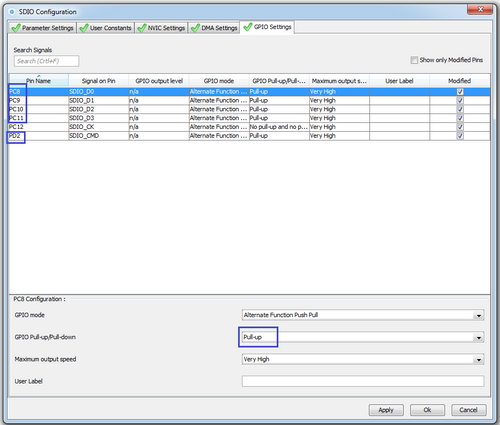 SDIO Configuration
Parameter Settings User Constants NVIC Settings DMA Settings GPIO Settings
Search Signals
Search (Crtl+F)
Show only Modified Pins
Pin Name Signal on Pin GPIO output level GPIO mode GPIO Pull-up/Pull-... Maximum output s... User Label Modified
PC8 SDIO_D0 n/a Alternate Function ... Pull-up Very High
PC9 SDIO_D1 n/a Alternate Function ... Pull-up Very High
PC10 SDIO_D2 n/a Alternate Function ... Pull-up Very High
PC11 SDIO_D3 n/a Alternate Function ... Pull-up Very High
PC12 SDIO_CK n/a Alternate Function ... No pull-up and no p... Very High
PD2 SDIO_CMD n/a Alternate Function ... Pull-up Very High
PC8 Configuration :
GPIO mode Alternate Function Push Pull
GPIO Pull-up/Pull-down Pull-up
Maximum output speed Very High
User Label
Apply Ok Cancel